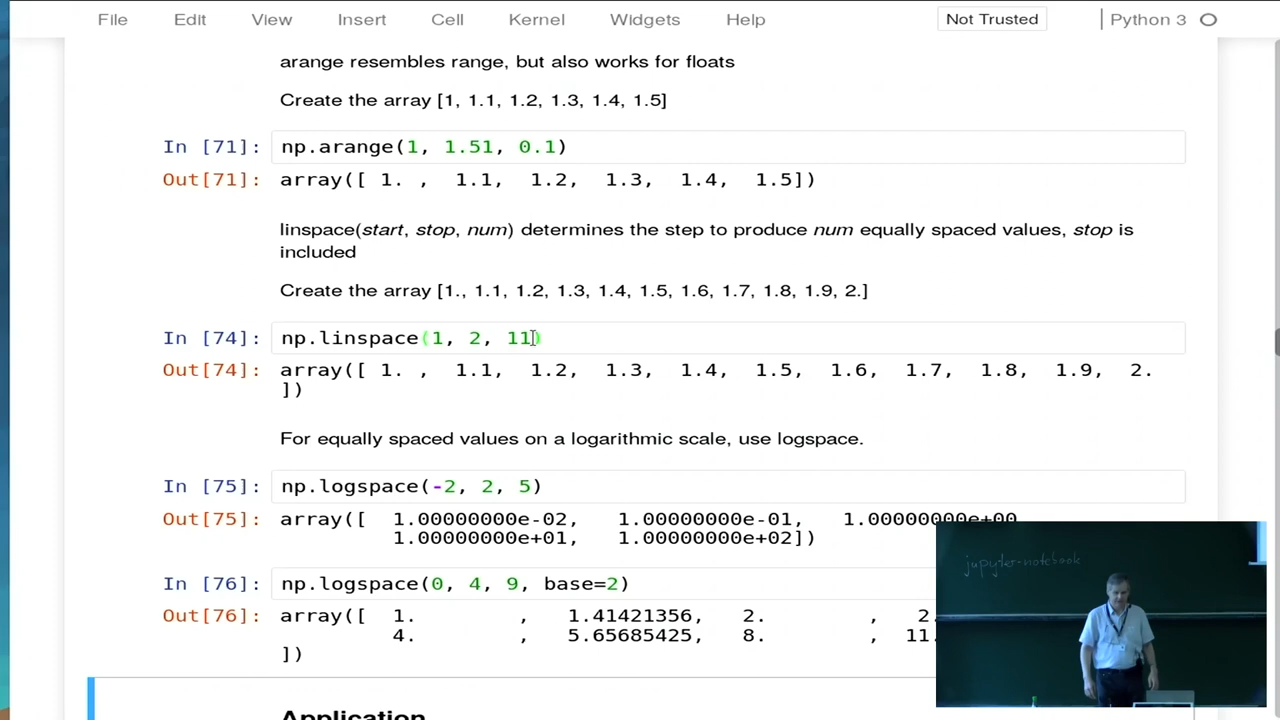 File Edit View Insert Cell Kernel Widgets Help Not Trusted Python 3
arange resembles range, but also works for floats
Create the array [1, 1.1, 1.2, 1.3, 1.4, 1.5]
In [71]: np.arange(1, 1.51, 0.1)
Out[71]: array([ 1. , 1.1, 1.2, 1.3, 1.4, 1.5])
linspace(start, stop, num) determines the step to produce num equally spaced values, stop is
included
Create the array [1., 1.1, 1.2, 1.3, 1.4, 1.5, 1.6, 1.7, 1.8, 1.9, 2.]
In [74]: np.linspace(1, 2, 11)
Out[74]: array([ 1. , 1.1, 1.2, 1.3, 1.4, 1.5, 1.6, 1.7, 1.8, 1.9, 2.
])
For equally spaced values on a logarithmic scale, use logspace.
In [75]: np.logspace(-2, 2, 5)
Out[75]: array([ 1.00000000e-02, 1.00000000e-01, 1.00000000e+00
1.00000000e+01, 1.00000000e+02])
In [76]: np.logspace(0, 4, 9, base=2)
Out[76]: array([ 1. , 1.41421356, 2. , 2.
4. , 5.65685425, 8. , 11.
])
jupyter-notebook
Application